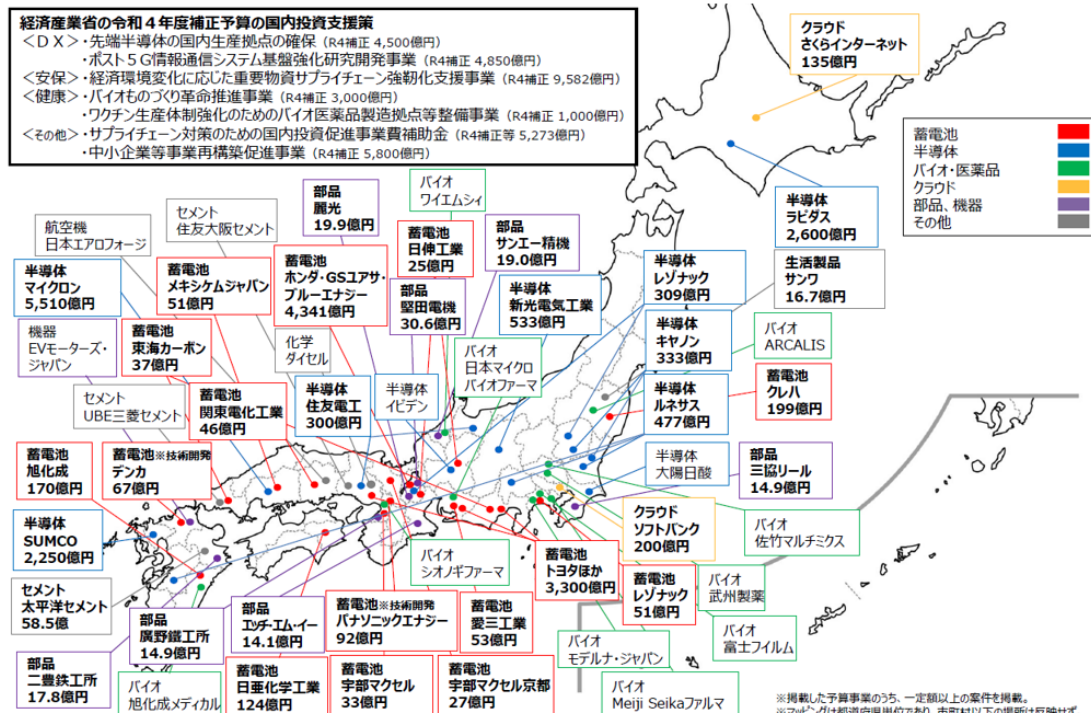 経済産業省の令和４年度補正予算の国内投資支援策
＜ＤＸ＞・先端半導体の国内生産拠点の確保（R4補正 4,500億円）
・ポスト５Ｇ情報通信システム基盤強化研究開発事業（R4補正 4,850億円）
＜安保＞・経済環境変化に応じた重要物資サプライチェーン強靭化支援事業（R4補正 9,582億円）
＜健康＞・バイオものづくり革命推進事業（R4補正 3,000億円）
・ワクチン生産体制強化のためのバイオ医薬品製造拠点等整備事業（R4補正 1,000億円）
＜その他＞・サプライチェーン対策のための国内投資促進事業費補助金（R4補正等 5,273億円）
・中小企業等事業再構築促進事業（R4補正 5,800億円）
クラウド
さくらインターネット
135億円
蓄電池
半導体
バイオ・医薬品
クラウド
部品、機器
その他
半導体
ラピダス
2,600億円
航空機
日本エアロフォージ
セメント
住友大阪セメント
部品
麗光
19.9億円
バイオ
ワイエムシィ
蓄電池
日伸工業
25億円
部品
サンエー精機
19.0億円
半導体
レゾナック
309億円
生活製品
サンワ
16.7億円
半導体
マイクロン
5,510億円
蓄電池
メキシケムジャパン
51億円
蓄電池
ホンダ・GSユアサ・
ブルーエナジー
4,341億円
部品
堅田電機
30.6億円
半導体
新光電気工業
533億円
半導体
キヤノン
333億円
バイオ
ARCALIS
機器
EVモーターズ・
ジャパン
蓄電池
東海カーボン
37億円
化学
ダイセル
バイオ
日本マイクロ
バイオファーマ
蓄電池
クレハ
199億円
セメント
UBE三菱セメント
蓄電池
関東電化工業
46億円
半導体
住友電工
300億円
半導体
イビデン
半導体
ルネサス
477億円
蓄電池
旭化成
170億円
蓄電池※技術開発
デンカ
67億円
半導体
大陽日酸
部品
三協リール
14.9億円
半導体
SUMCO
2,250億円
クラウド
ソフトバンク
200億円
バイオ
佐竹マルチミクス
セメント
太平洋セメント
58.5億
バイオ
シオノギファーマ
蓄電池
トヨタほか
3,300億円
蓄電池
レゾナック
51億円
バイオ
武州製薬
部品
廣野鐵工所
14.9億円
部品
エッチ・エム・イー
14.1億円
蓄電池※技術開発
パナソニックエナジー
92億円
蓄電池
愛三工業
53億円
バイオ
富士フイルム
バイオ
モデルナ・ジャパン
部品
二豊鉄工所
17.8億円
バイオ
旭化成メディカル
蓄電池
日亜化学工業
124億円
蓄電池
宇部マクセル
33億円
蓄電池
宇部マクセル京都
27億円
バイオ
Meiji Seikaファルマ
※掲載した予算事業のうち、一定額以上の案件を掲載。
※マッピングは都道府県単位であり、市町村以下の場所は反映せず